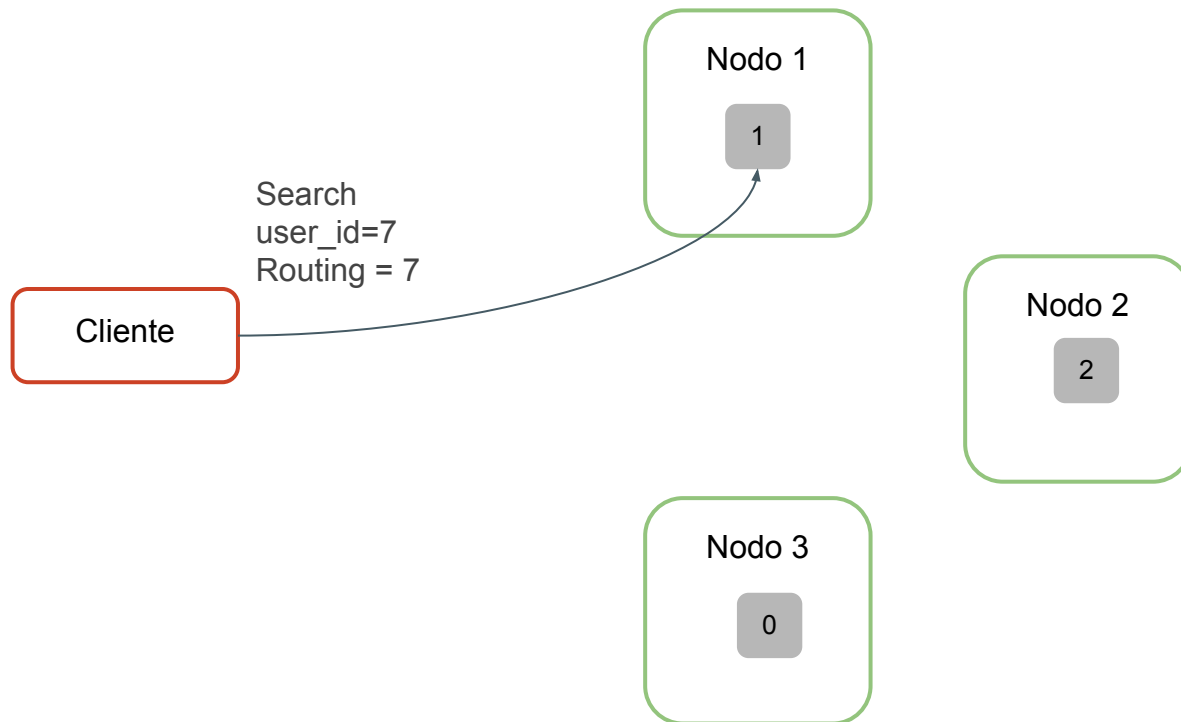 Nodo 1
1
Search
user_id=7
Routing = 7
Cliente
Nodo 2
2
Nodo 3
0